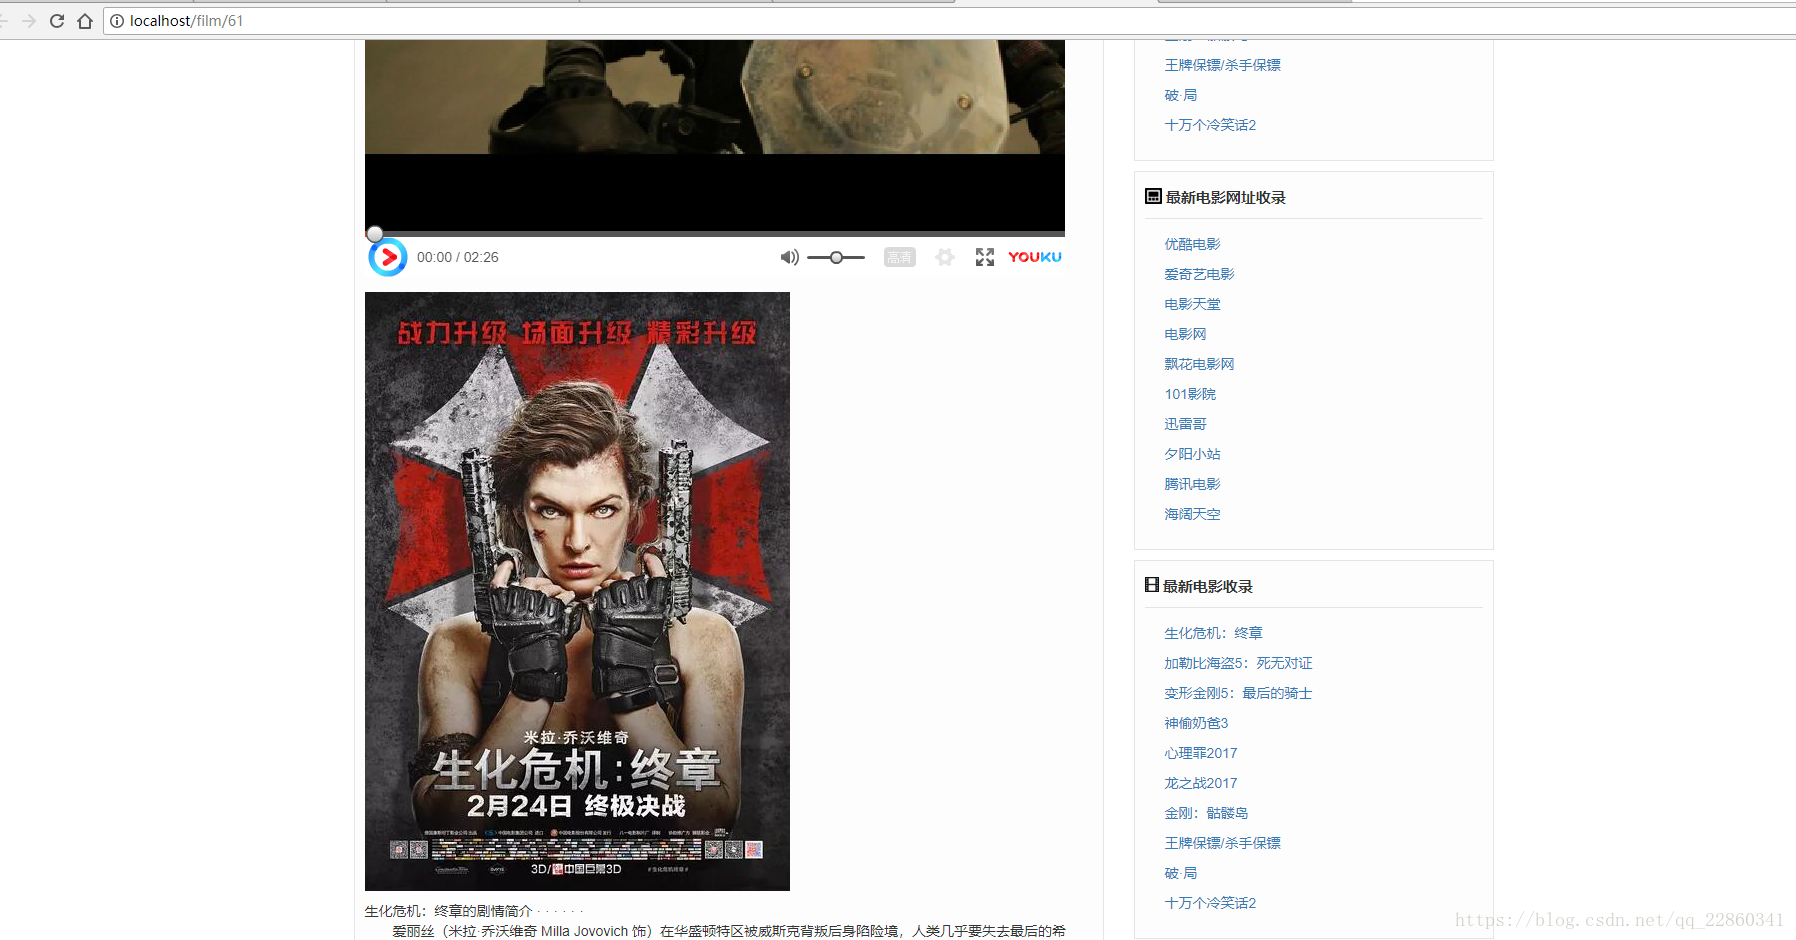 localhost/film/61
00:00 / 02:26
高清
YOUKU
战力升级 场面升级 精彩升级
米拉·乔沃维奇
生化危机:终章
2月24日 终极决战
3D/中国巨幕3D
#生化危机终章#
生化危机：终章的剧情简介 · · · · · ·
爱丽丝（米拉·乔沃维奇 Milla Jovovich 饰）在华盛顿特区被威斯克背叛后身陷险境，人类几乎要失去最后的希
王牌保镖/杀手保镖
破·局
十万个冷笑话2
最新电影网址收录
优酷电影
爱奇艺电影
电影天堂
电影网
飘花电影网
101影院
迅雷哥
夕阳小站
腾讯电影
海阔天空
最新电影收录
生化危机：终章
加勒比海盗5：死无对证
变形金刚5：最后的骑士
神偷奶爸3
心理罪2017
龙之战2017
金刚：骷髅岛
王牌保镖/杀手保镖
破·局
十万个冷笑话2
https://blog.csdn.net/qq_22860341